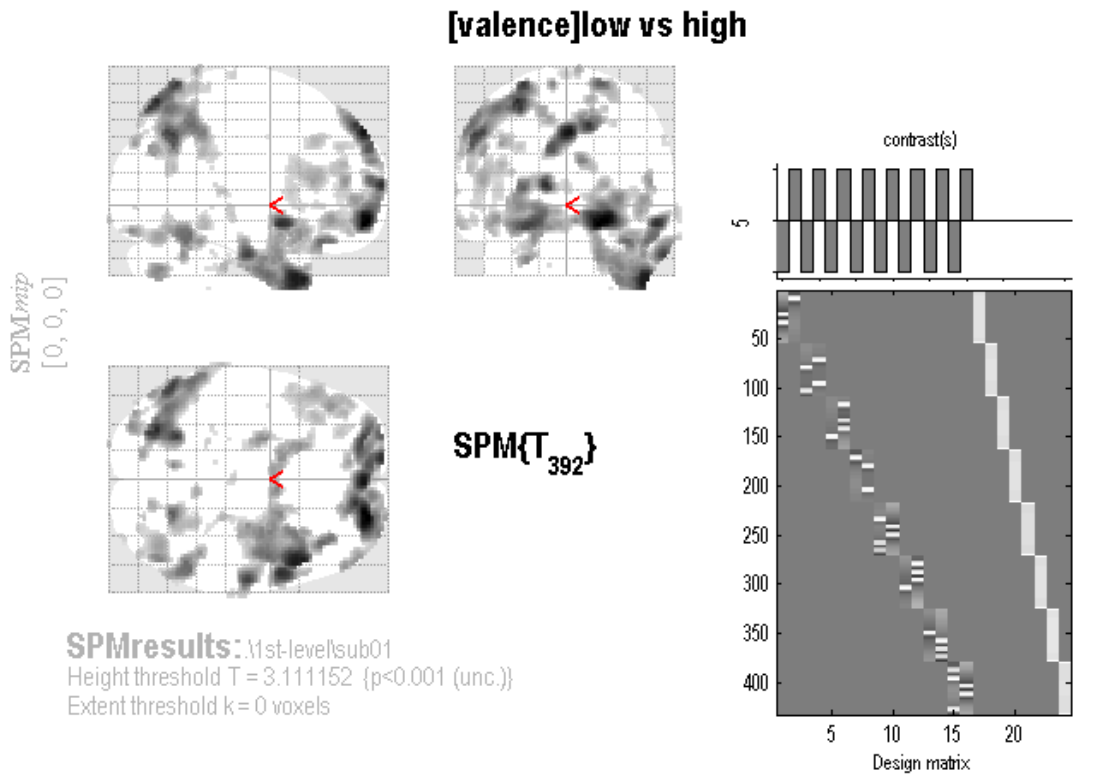 [valence]low vs high
contrast(s)
5
SPMmip
[0, 0, 0]
SPM{T392}
50
100
150
200
250
300
350
400
5 10 15 20
Design matrix
SPMresults: .\1st-level\sub01
Height threshold T = 3.111152 {p<0.001 (unc.)}
Extent threshold k = 0 voxels